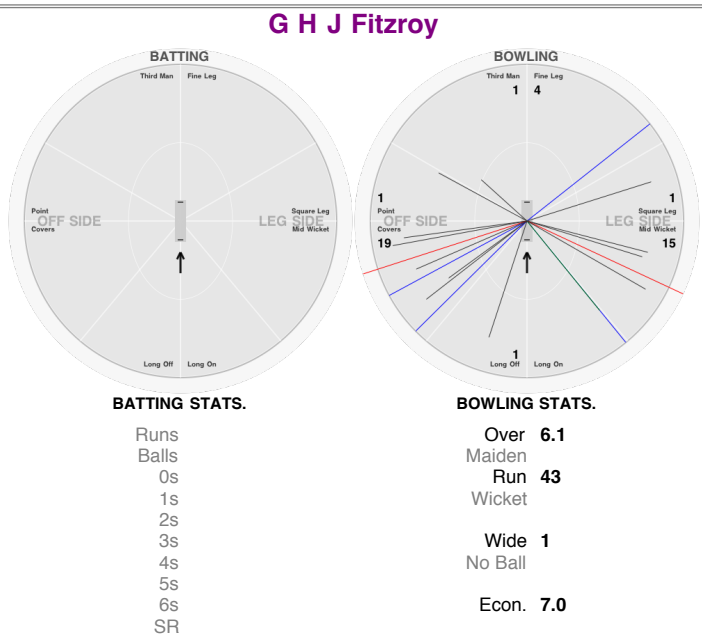 G H J Fitzroy
BATTING
Third Man Fine Leg
Point
OFF SIDE
Covers
Square Leg
LEG SIDE
Mid Wicket
Long Off Long On
BOWLING
Third Man Fine Leg
1 4
1
Point
OFF SIDE
Covers
19
1
Square Leg
LEG SIDE
Mid Wicket
15
1
Long Off Long On
BATTING STATS.
Runs
Balls
0s
1s
2s
3s
4s
5s
6s
SR
BOWLING STATS.
Over 6.1
Maiden
Run 43
Wicket
Wide 1
No Ball
Econ. 7.0